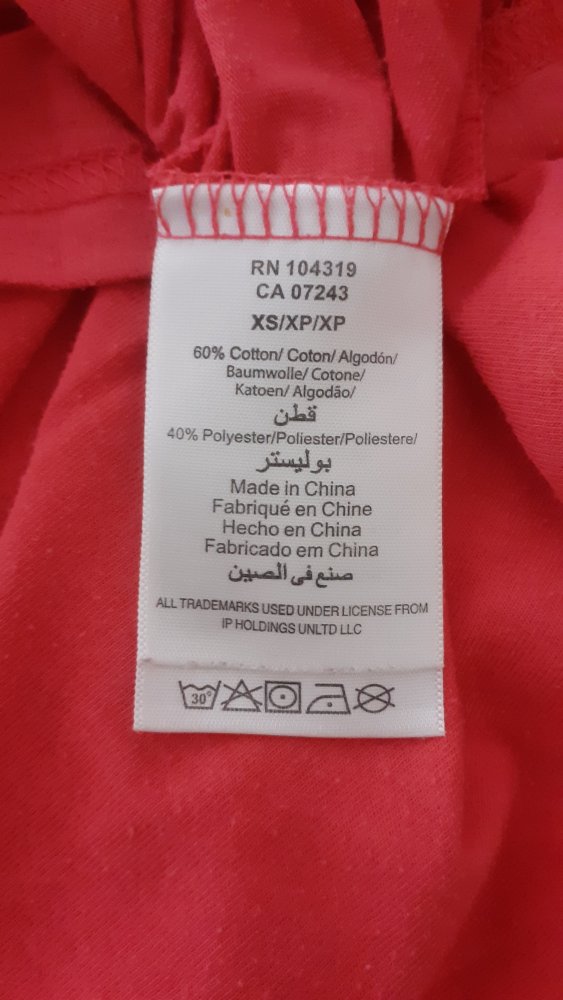 RN 104319
CA 07243
XS/XP/XP
60% Cotton/ Coton/ Algodón/
Baumwolle/ Cotone/
Katoen/ Algodão/
قطن
40% Polyester/Poliester/Poliestere/
بوليستر
Made in China
Fabriqué en Chine
Hecho en China
Fabricado em China
صنع فى الصين
ALL TRADEMARKS USED UNDER LICENSE FROM
IP HOLDINGS UNLTD LLC
30°